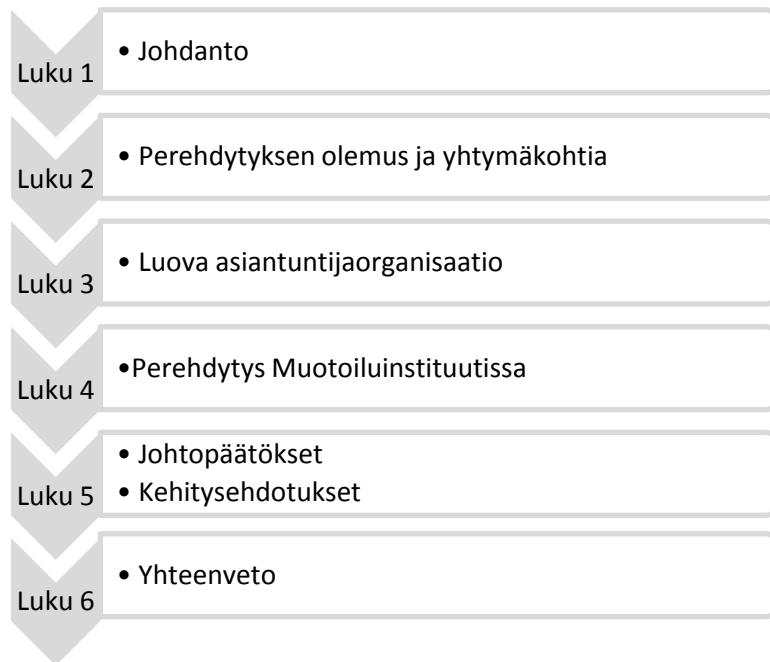 Luku 1
• Johdanto
Luku 2
• Perehdytyksen olemus ja yhtymäkohtia
Luku 3
• Luova asiantuntijaorganisaatio
Luku 4
•Perehdytys Muotoiluinstituutissa
Luku 5
• Johtopäätökset
• Kehitysehdotukset
Luku 6
• Yhteenveto